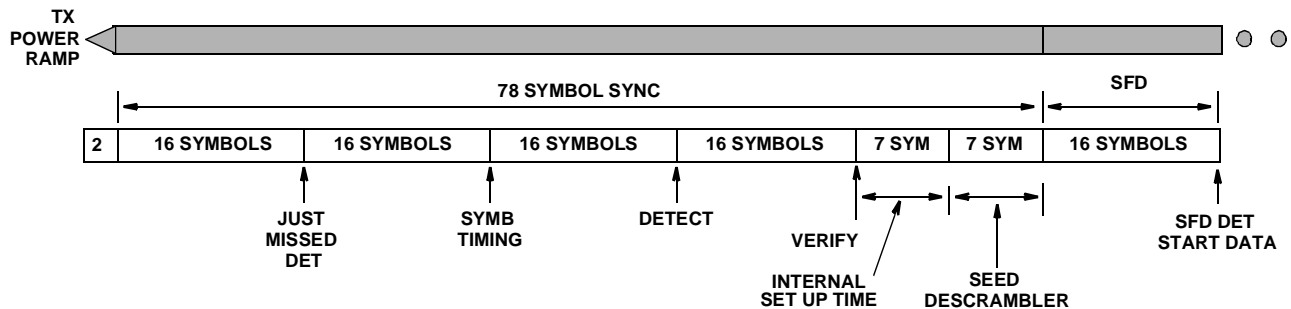 TX
POWER
RAMP
78 SYMBOL SYNC
SFD
2
16 SYMBOLS
16 SYMBOLS
16 SYMBOLS
16 SYMBOLS
7 SYM
7 SYM
16 SYMBOLS
JUST
MISSED
DET
SYMB
TIMING
DETECT
VERIFY
INTERNAL
SET UP TIME
SEED
DESCRAMBLER
SFD DET
START DATA